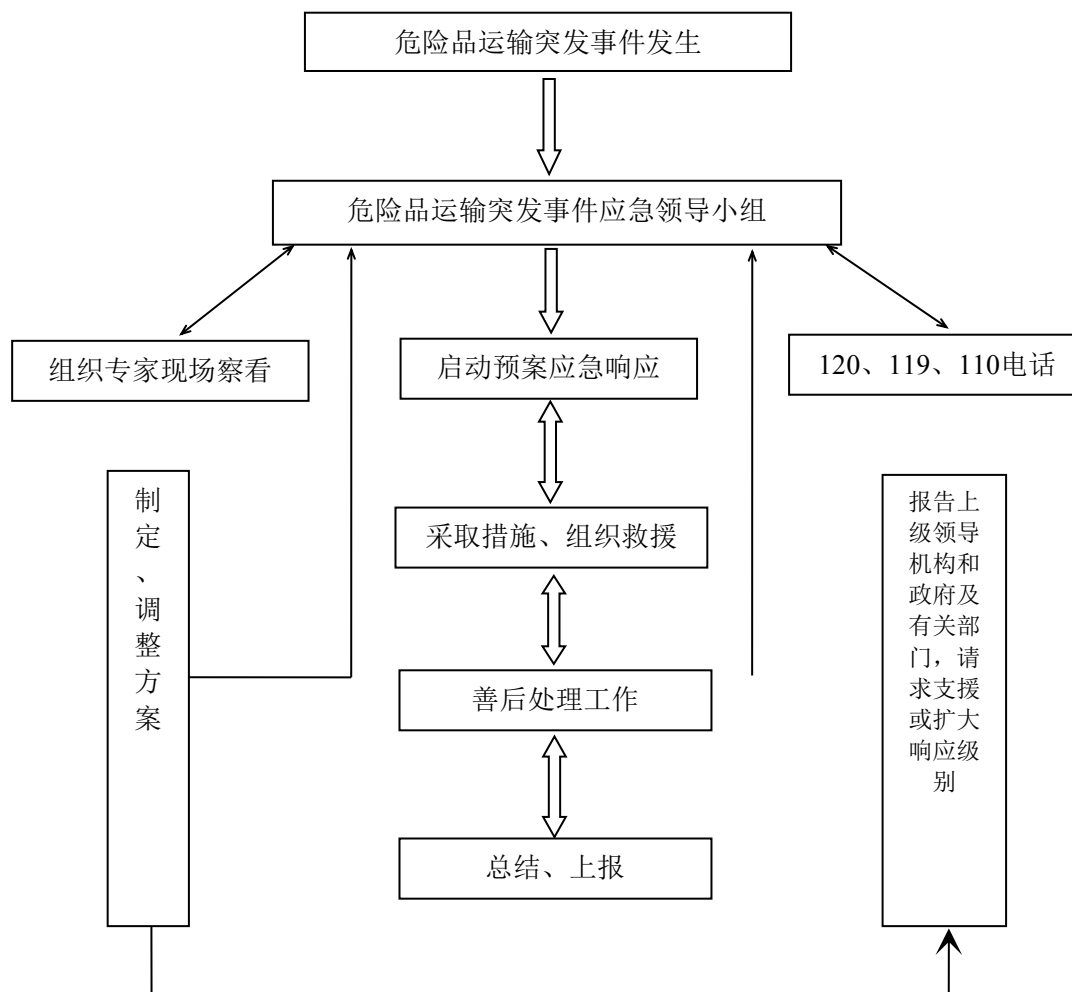 危险品运输突发事件发生
危险品运输突发事件应急领导小组
组织专家现场察看
启动预案应急响应
120、119、110电话
制
定
、
调
整
方
案
采取措施、组织救援
报告上
级领导
机构和
政府及
有关部
门，请
求支援
或扩大
响应级
别
善后处理工作
总结、上报